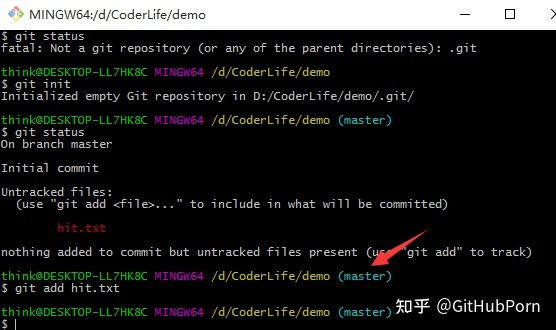 MINGW64:/d/CoderLife/demo
$ git status
fatal: Not a git repository (or any of the parent directories): .git
think@DESKTOP-LL7HK8C MINGW64 /d/CoderLife/demo
$ git init
Initialized empty Git repository in D:/CoderLife/demo/.git/
think@DESKTOP-LL7HK8C MINGW64 /d/CoderLife/demo (master)
$ git status
On branch master
Initial commit
Untracked files:
(use "git add <file>..." to include in what will be committed)
hit.txt
nothing added to commit but untracked files present (use "git add" to track)
think@DESKTOP-LL7HK8C MINGW64 /d/CoderLife/demo (master)
$ git add hit.txt
think@DESKTOP-LL7HK8C MINGW64 /d/CoderLife/demo (master)
$
知乎 @GitHubPorn